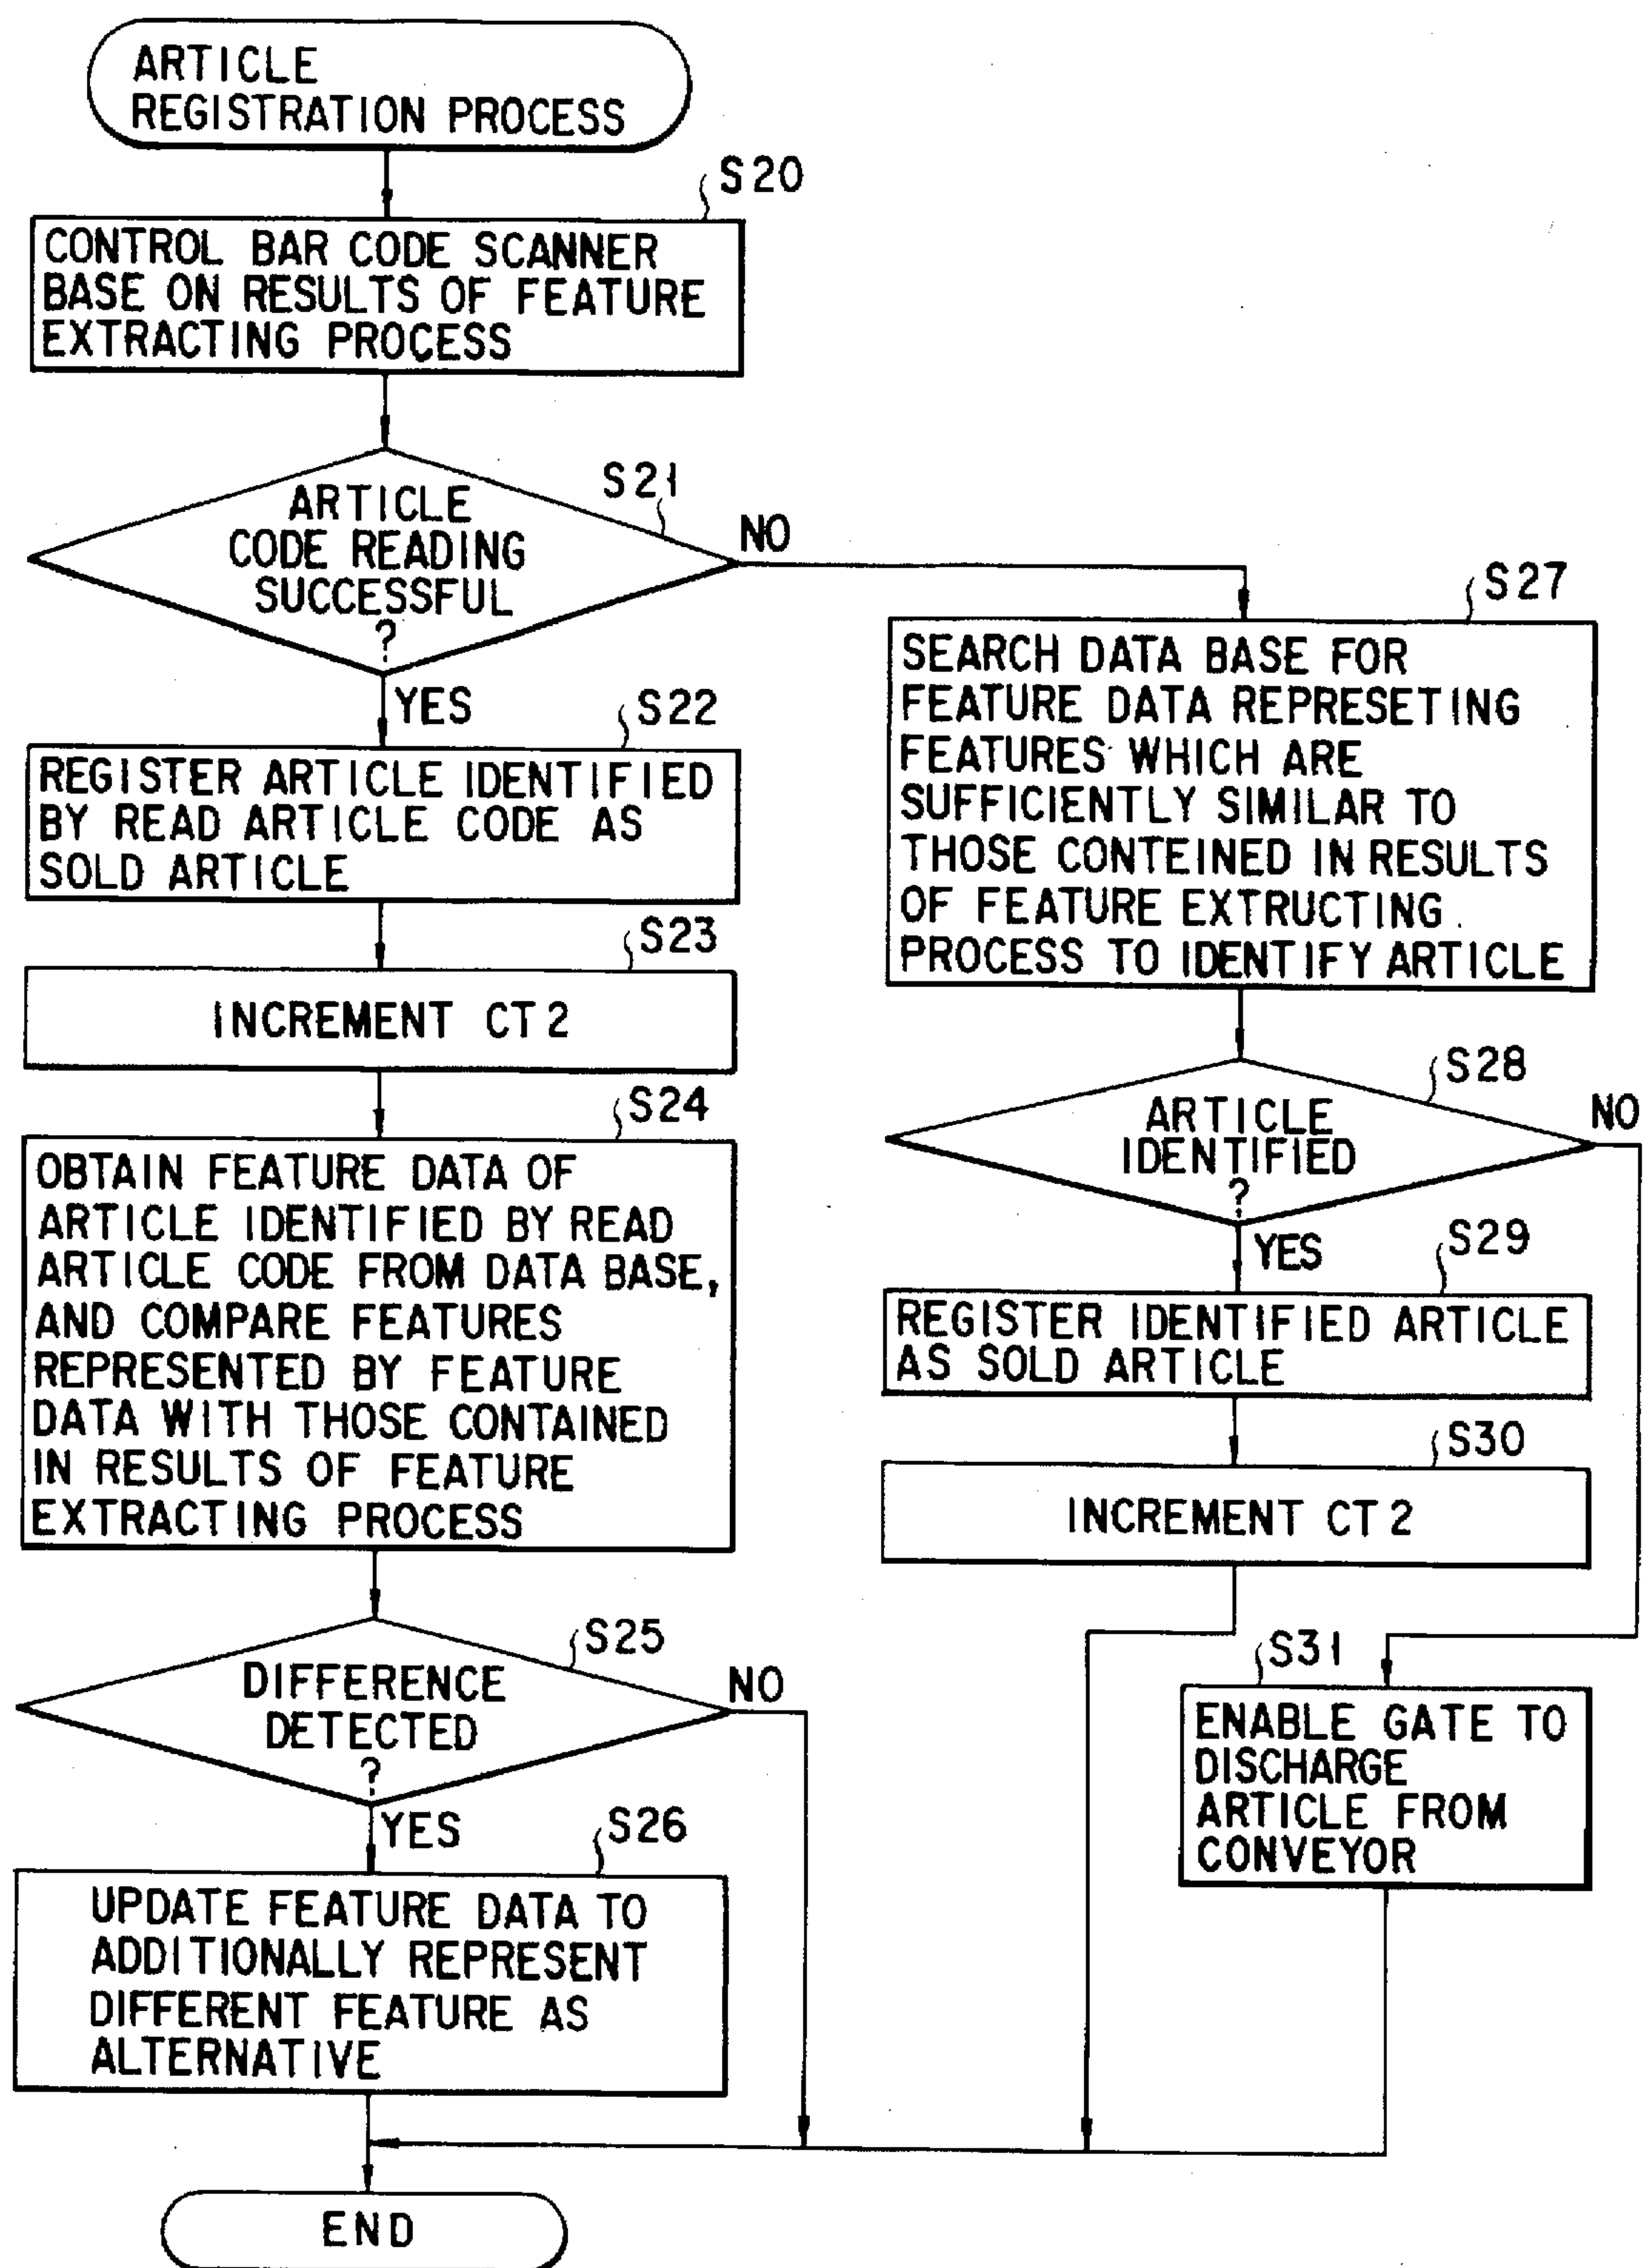 ARTICLE
REGISTRATION PROCESS
S20
CONTROL BAR CODE SCANNER
BASE ON RESULTS OF FEATURE
EXTRACTING PROCESS
S21
ARTICLE
CODE READING
SUCCESSFUL
?
NO
YES
S22
REGISTER ARTICLE IDENTIFIED
BY READ ARTICLE CODE AS
SOLD ARTICLE
S23
INCREMENT CT2
S24
OBTAIN FEATURE DATA OF
ARTICLE IDENTIFIED BY READ
ARTICLE CODE FROM DATA BASE,
AND COMPARE FEATURES
REPRESENTED BY FEATURE
DATA WITH THOSE CONTAINED
IN RESULTS OF FEATURE
EXTRACTING PROCESS
S25
DIFFERENCE
DETECTED
?
NO
YES
S26
UPDATE FEATURE DATA TO
ADDITIONALLY REPRESENT
DIFFERENT FEATURE AS
ALTERNATIVE
END
S27
SEARCH DATA BASE FOR
FEATURE DATA REPRESETING
FEATURES WHICH ARE
SUFFICIENTLY SIMILAR TO
THOSE CONTEINED IN RESULTS
OF FEATURE EXTRUCTING
PROCESS TO IDENTIFY ARTICLE
S28
ARTICLE
IDENTIFIED
?
NO
YES
S29
REGISTER IDENTIFIED ARTICLE
AS SOLD ARTICLE
S30
INCREMENT CT2
S31
ENABLE GATE TO
DISCHARGE
ARTICLE FROM
CONVEYOR